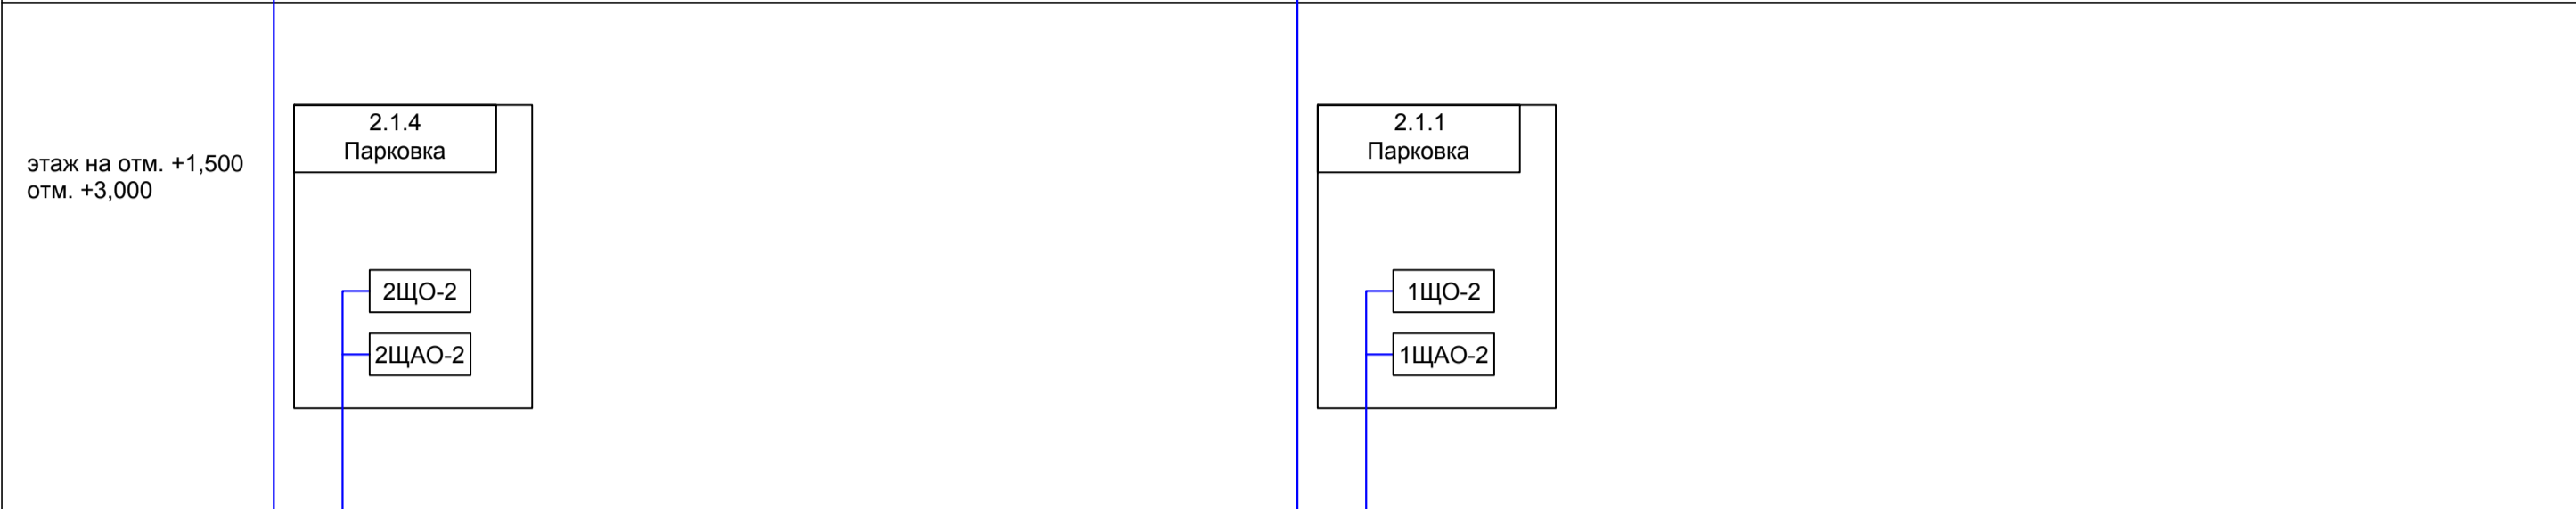 этаж на отм. +1,500
отм. +3,000
2.1.4
Парковка
2ЩО-2
2ЩАО-2
2.1.1
Парковка
1ЩО-2
1ЩАО-2